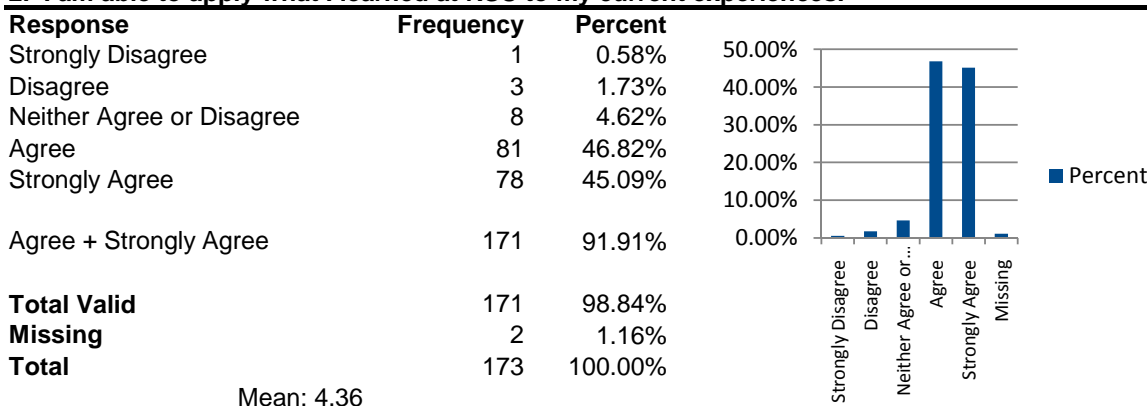 Response Frequency Percent
Strongly Disagree 1 0.58%
Disagree 3 1.73%
Neither Agree or Disagree 8 4.62%
Agree 81 46.82%
Strongly Agree 78 45.09%
Agree + Strongly Agree 171 91.91%
Total Valid 171 98.84%
Missing 2 1.16%
Total 173 100.00%
Mean: 4.36
50.00%
40.00%
30.00%
20.00%
10.00%
0.00%
Strongly Disagree
Disagree
Neither Agree or…
Agree
Strongly Agree
Missing
Percent